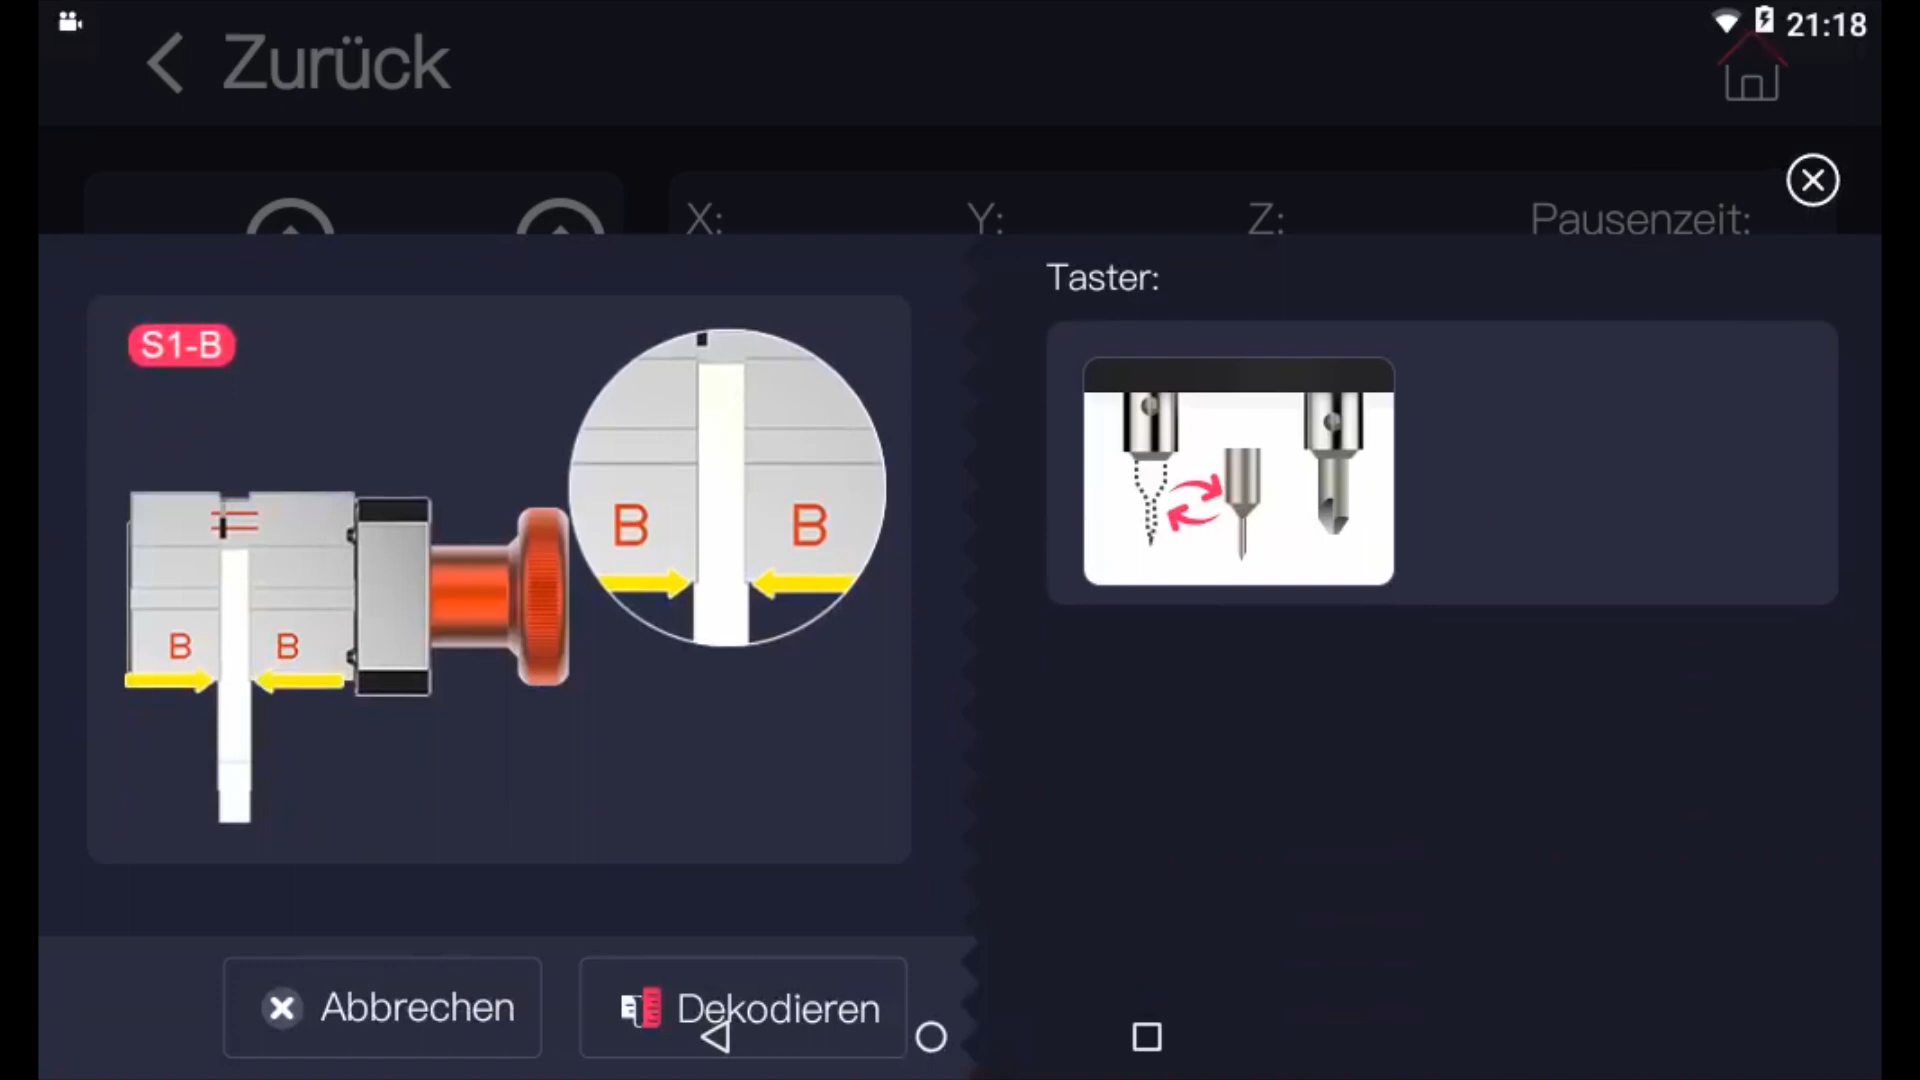 21:18
Zurück
X: Y: Z: Pausenzeit:
Taster:
S1-B
B B
B B
Abbrechen Dekodieren